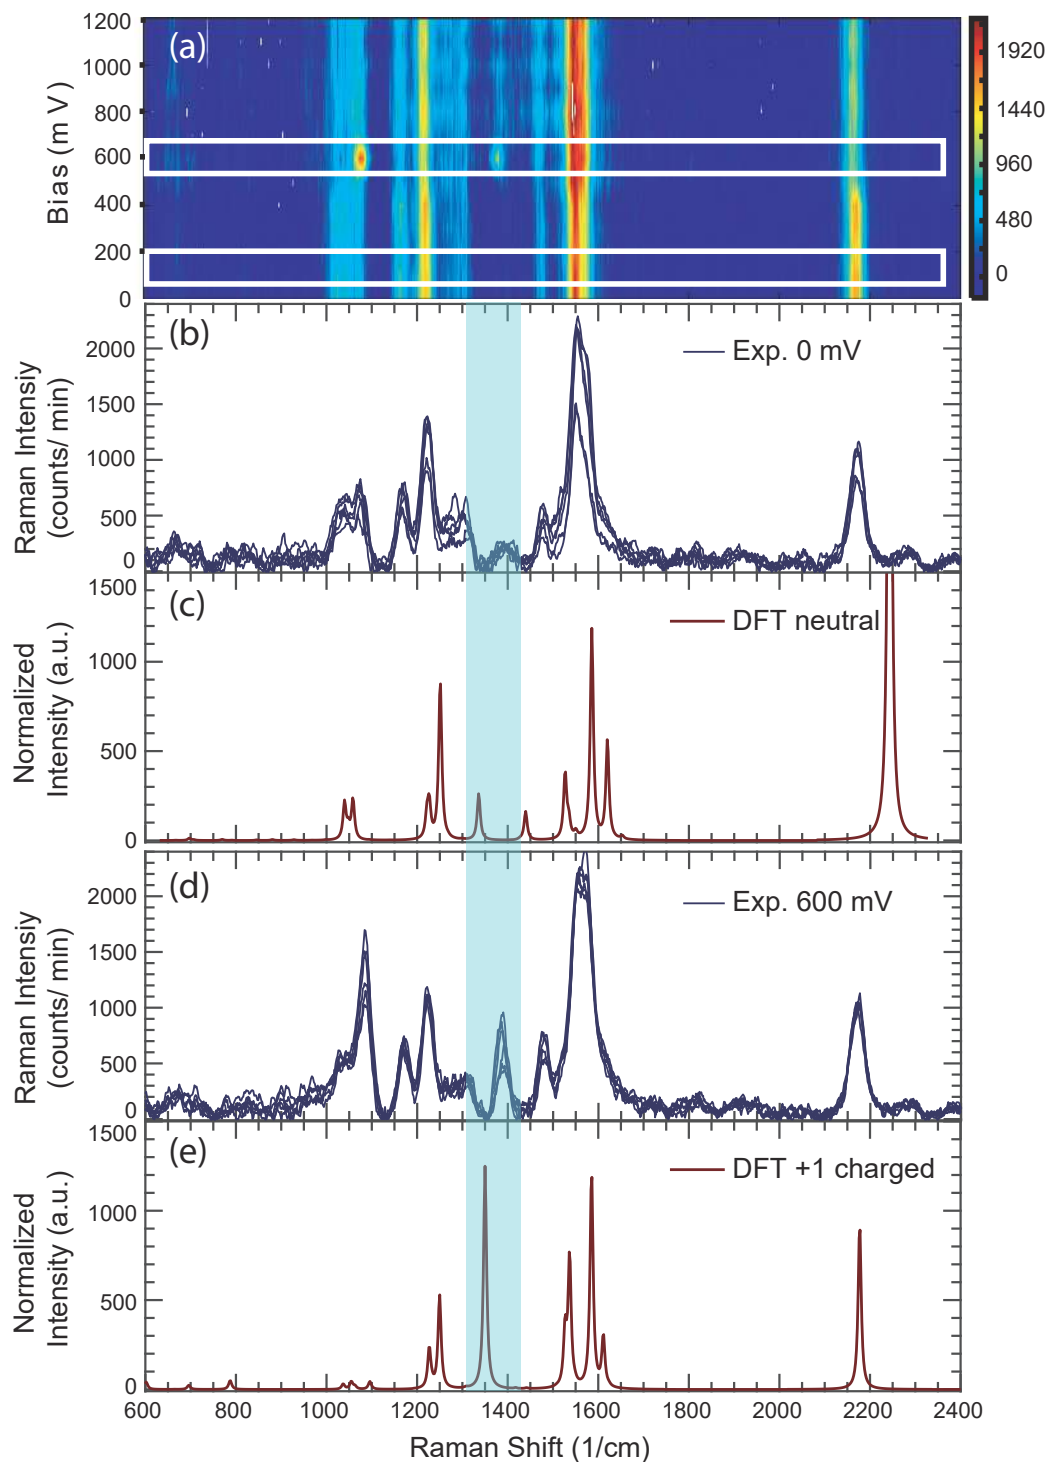 (a)
1200
1000
800
600
400
200
0
Bias (m V)
1920
1440
960
480
0
(b)
Exp. 0 mV
2000
1500
1000
500
0
Raman Intensiy
(counts/ min)
(c)
DFT neutral
1500
1000
500
0
Normalized
Intensity (a.u.)
(d)
Exp. 600 mV
2000
1500
1000
500
0
Raman Intensiy
(counts/ min)
(e)
DFT +1 charged
1500
1000
500
0
Normalized
Intensity (a.u.)
600 800 1000 1200 1400 1600 1800 2000 2200 2400
Raman Shift (1/cm)